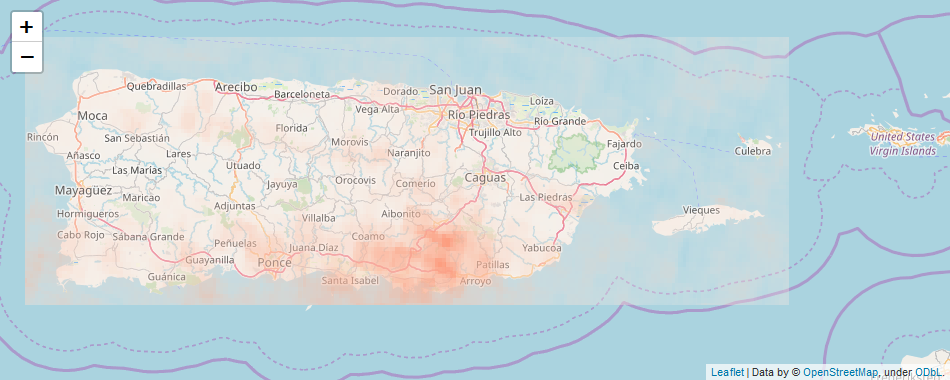 +
−
Quebradillas
Arecibo
Barceloneta
Dorado
San Juan
Loíza
Moca
Vega Alta
Río Piedras
Río Grande
Rincón
San Sebastián
Florida
Trujillo Alto
Fajardo
United States
Virgin Islands
Añasco
Lares
Morovis
Naranjito
Culebra
Las Marías
Utuado
Ceiba
Mayagüez
Jayuya
Orocovis
Comerío
Caguas
Maricao
Adjuntas
Las Piedras
Hormigueros
Villalba
Aibonito
Vieques
Cabo Rojo
Sábana Grande
Peñuelas
Juana Díaz
Coamo
Yabucoa
Guayanilla
Ponce
Patillas
Guánica
Santa Isabel
Arroyo
Leaflet | Data by © OpenStreetMap, under ODbL.